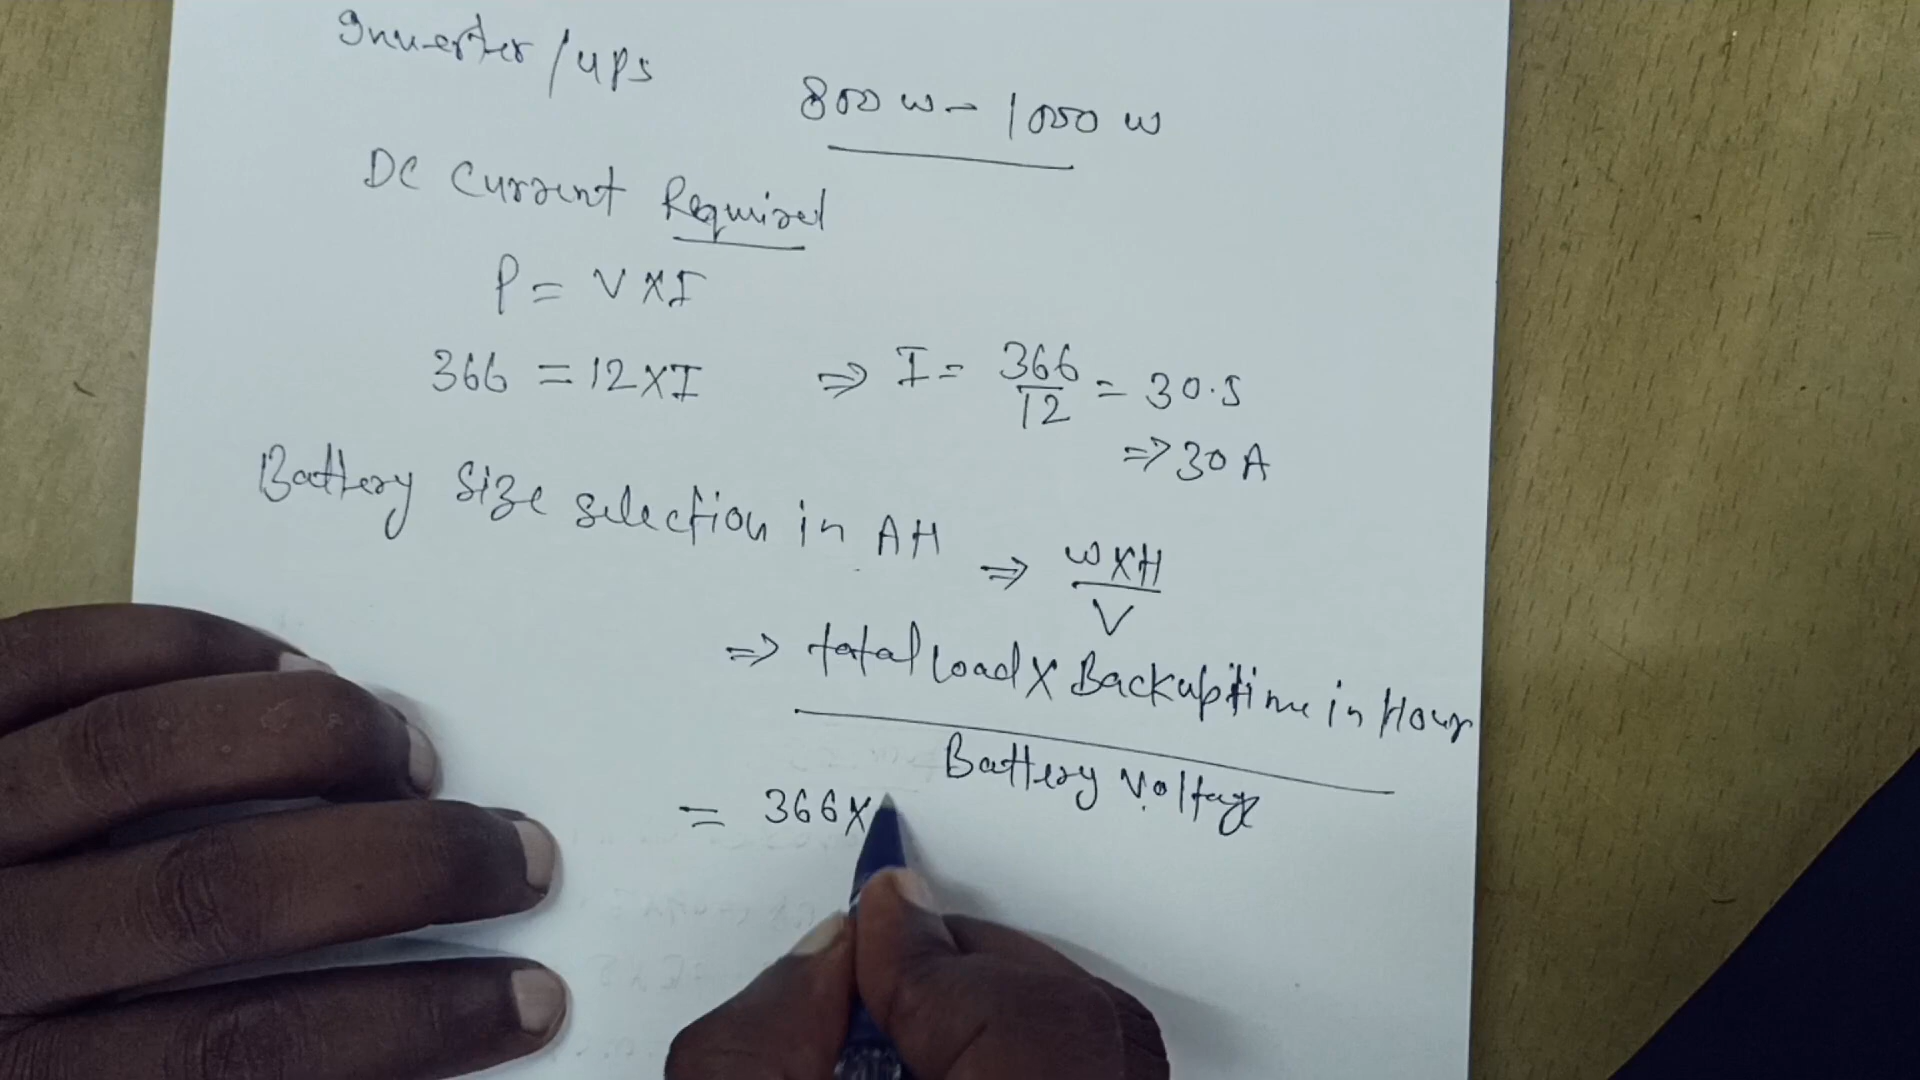 Inverter/UPS
800 W - 1000 W
DC Current Required
P = V X I
366 = 12 X I ⇒ I = 366/12 = 30.5
⇒ 30 A
Battery Size selection in AH ⇒ W X H / V
⇒ total Load X Backup time in Hour
Battery Voltage
= 366 X